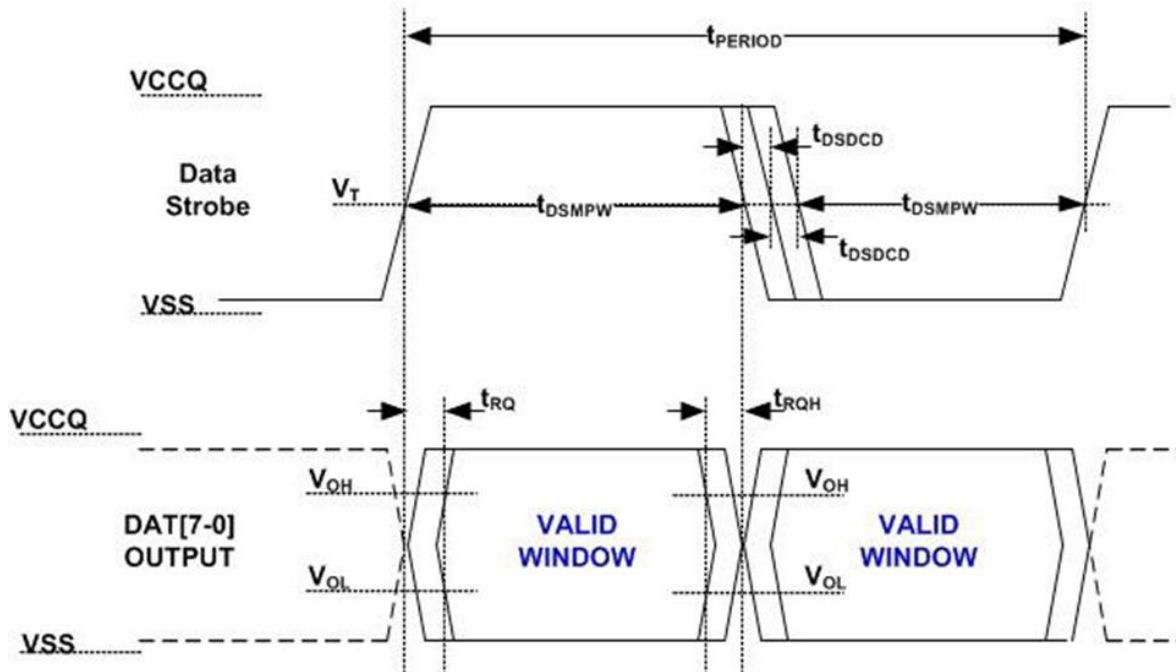 tPERIOD
VCCQ
tDSDCD
Data
Strobe
VT
tDSMPW
tDSMPW
tDSDCD
VSS
tRQ
tRQH
VCCQ
VOH
VOH
DAT[7-0]
OUTPUT
VALID
WINDOW
VALID
WINDOW
VOL
VOL
VSS